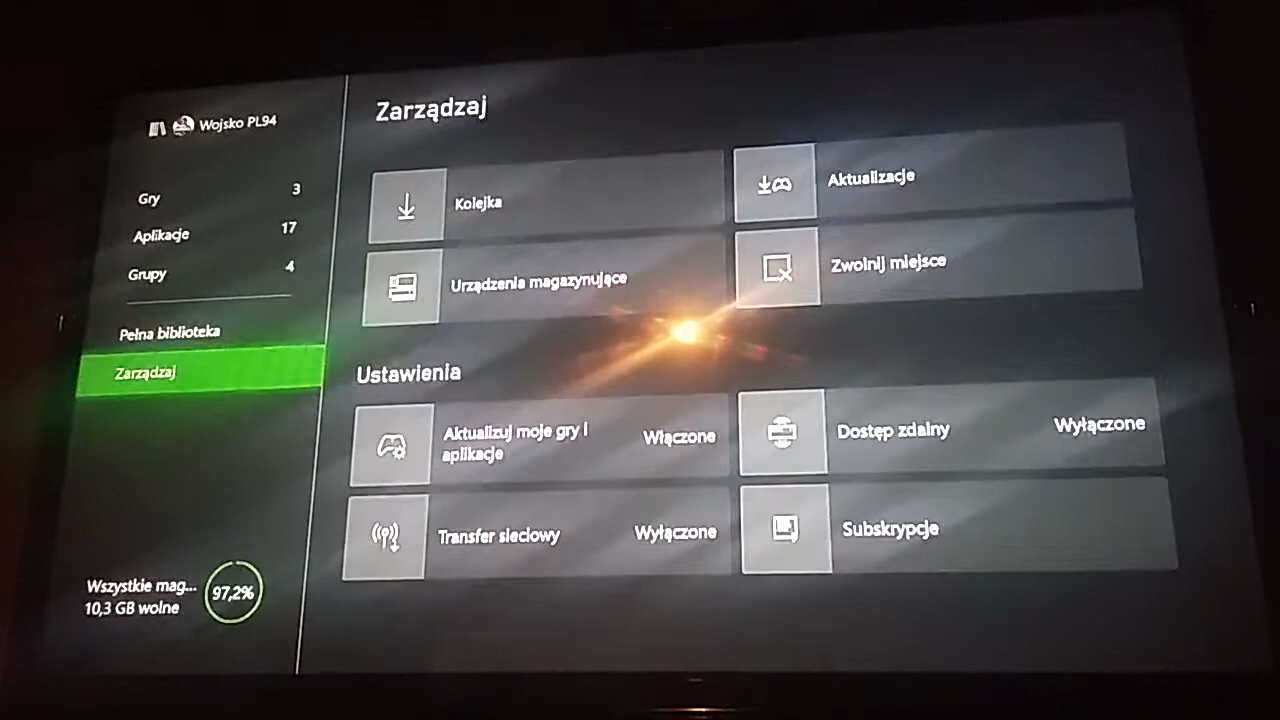 Wojsko PL94
Gry 3
Aplikacje 17
Grupy 4
Pełna biblioteka
Zarządzaj
Wszystkie mag...
10,3 GB wolne
97,2%
Zarządzaj
Kolejka
Aktualizacje
Urządzenia magazynujące
Zwolnij miejsce
Ustawienia
Aktualizuj moje gry i
aplikacje
Włączone
Dostęp zdalny
Wyłączone
Transfer sieciowy
Wyłączone
Subskrypcje